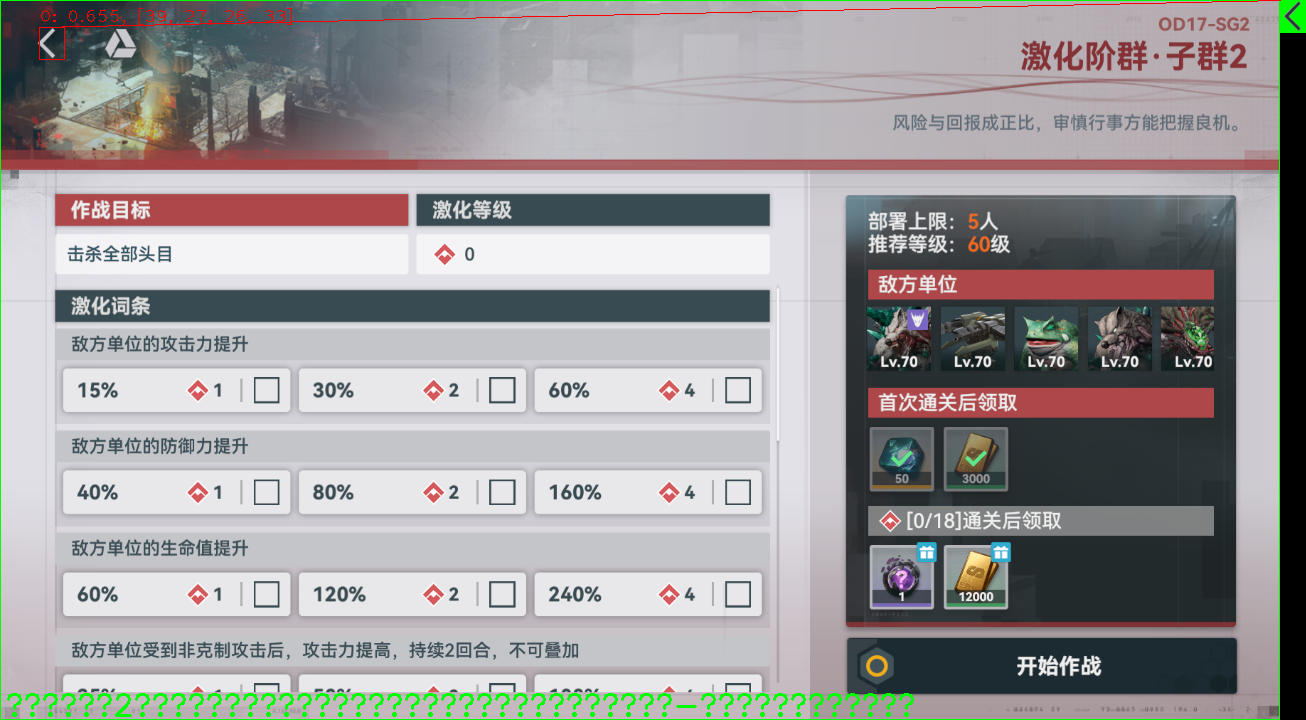 0: 0.655, [39, 27, 26, 33]
OD17-SG2
激化阶群·子群2
风险与回报成正比，审慎行事方能把握良机。
作战目标
激化等级
击杀全部头目
0
激化词条
敌方单位的攻击力提升
15% 1
30% 2
60% 4
敌方单位的防御力提升
40% 1
80% 2
160% 4
敌方单位的生命值提升
60% 1
120% 2
240% 4
敌方单位受到非克制攻击后，攻击力提高，持续2回合，不可叠加
部署上限：5人
推荐等级：60级
敌方单位
Lv.70
Lv.70
Lv.70
Lv.70
Lv.70
首次通关后领取
50
3000
[0/18]通关后领取
1
12000
开始作战
??????2???????????????????????????????—????????????